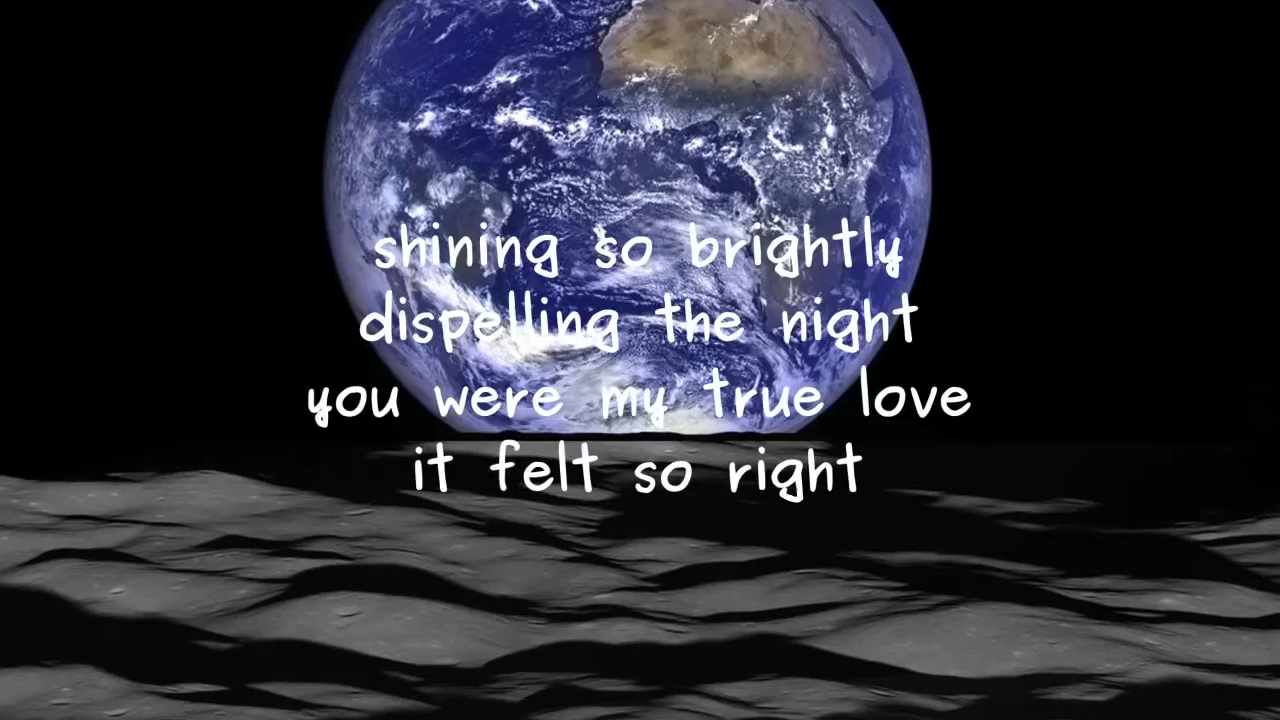 shining so brightly
dispelling the night
you were my true love
it felt so right